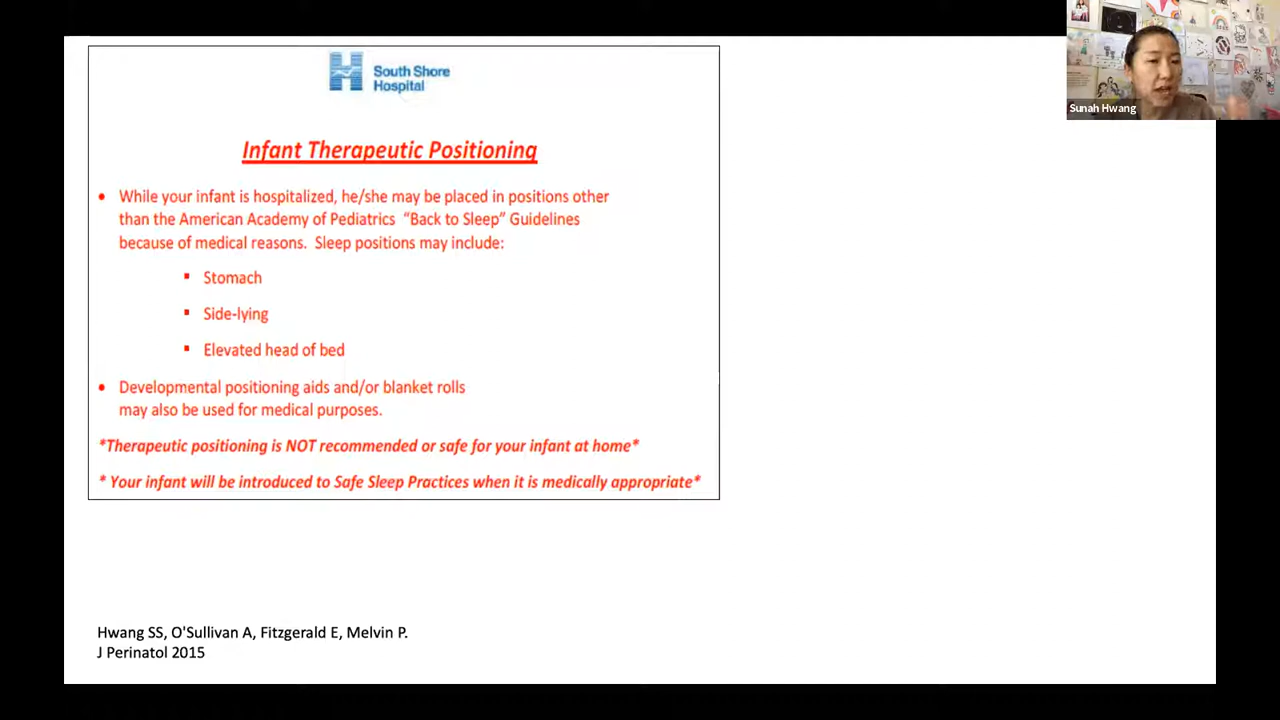 South Shore
Hospital
Sunah Hwang
Infant Therapeutic Positioning
• While your infant is hospitalized, he/she may be placed in positions other
than the American Academy of Pediatrics “Back to Sleep” Guidelines
because of medical reasons. Sleep positions may include:
▪ Stomach
▪ Side-lying
▪ Elevated head of bed
• Developmental positioning aids and/or blanket rolls
may also be used for medical purposes.
*Therapeutic positioning is NOT recommended or safe for your infant at home*
* Your infant will be introduced to Safe Sleep Practices when it is medically appropriate*
Hwang SS, O'Sullivan A, Fitzgerald E, Melvin P.
J Perinatol 2015